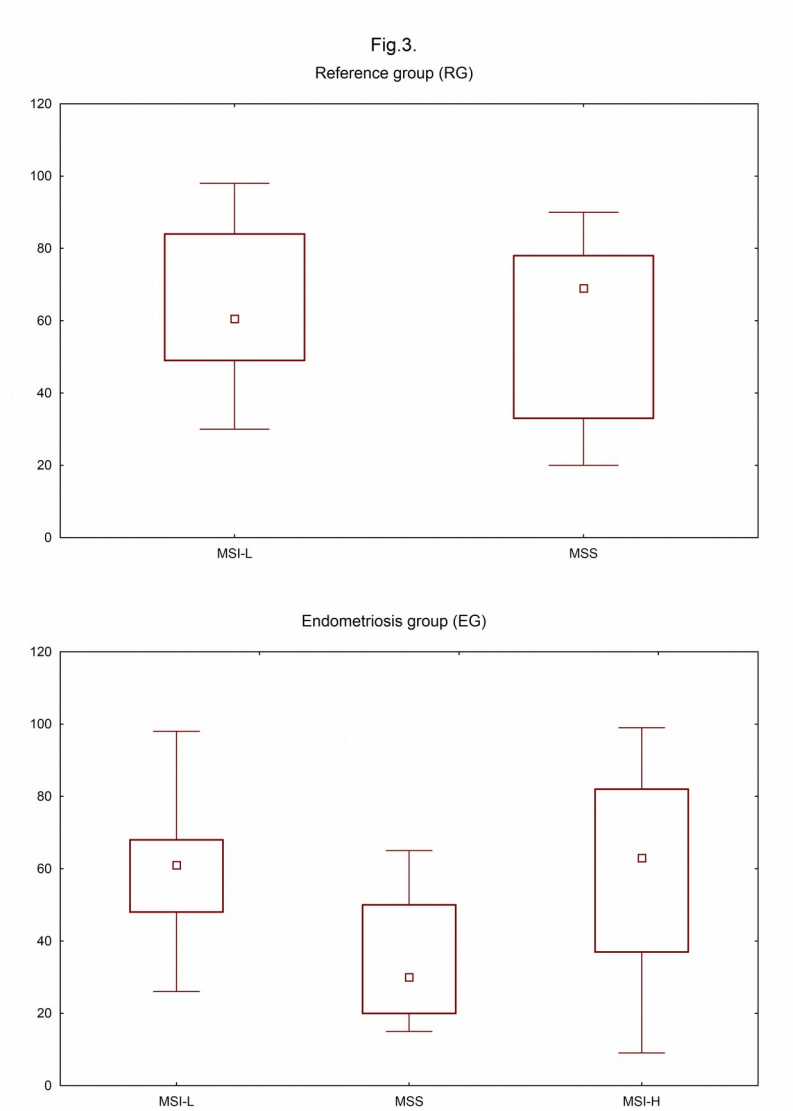 Fig.3.
Reference group (RG)
120
100
80
60
40
20
0
MSI-L MSS
Endometriosis group (EG)
120
100
80
60
40
20
0
MSI-L MSS MSI-H